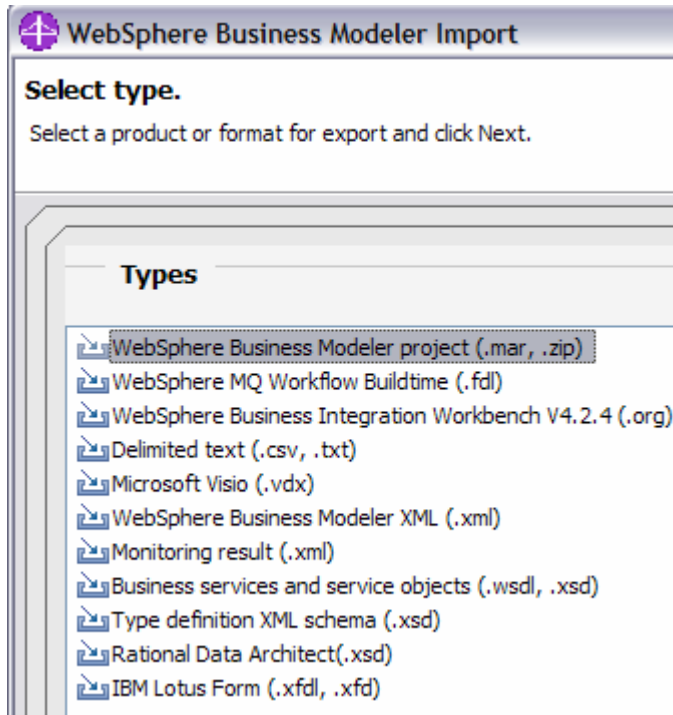 WebSphere Business Modeler Import
Select type.
Select a product or format for export and click Next.
Types
WebSphere Business Modeler project (.mar, .zip)
WebSphere MQ Workflow Buildtime (.fdl)
WebSphere Business Integration Workbench V4.2.4 (.org)
Delimited text (.csv, .txt)
Microsoft Visio (.vdx)
WebSphere Business Modeler XML (.xml)
Monitoring result (.xml)
Business services and service objects (.wsdl, .xsd)
Type definition XML schema (.xsd)
Rational Data Architect(.xsd)
IBM Lotus Form (.xfdl, .xfd)